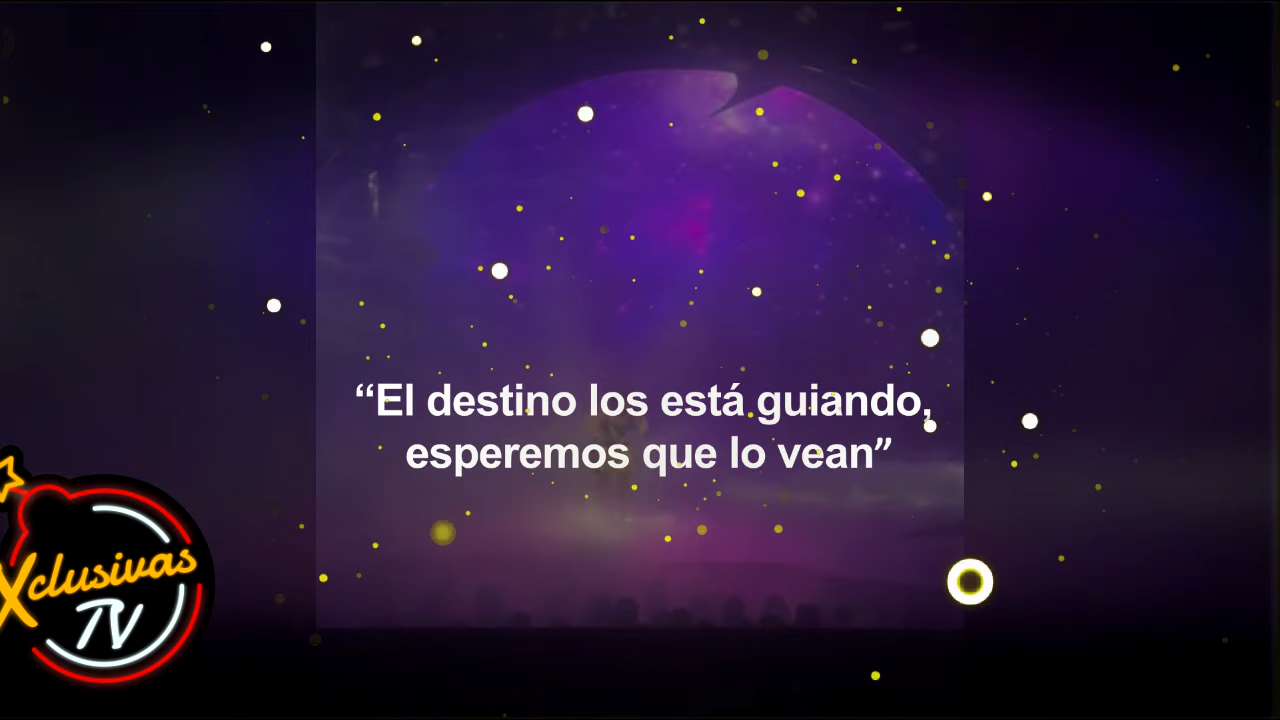 “El destino los está guiando,
esperemos que lo vean”
Xclusivas
TV